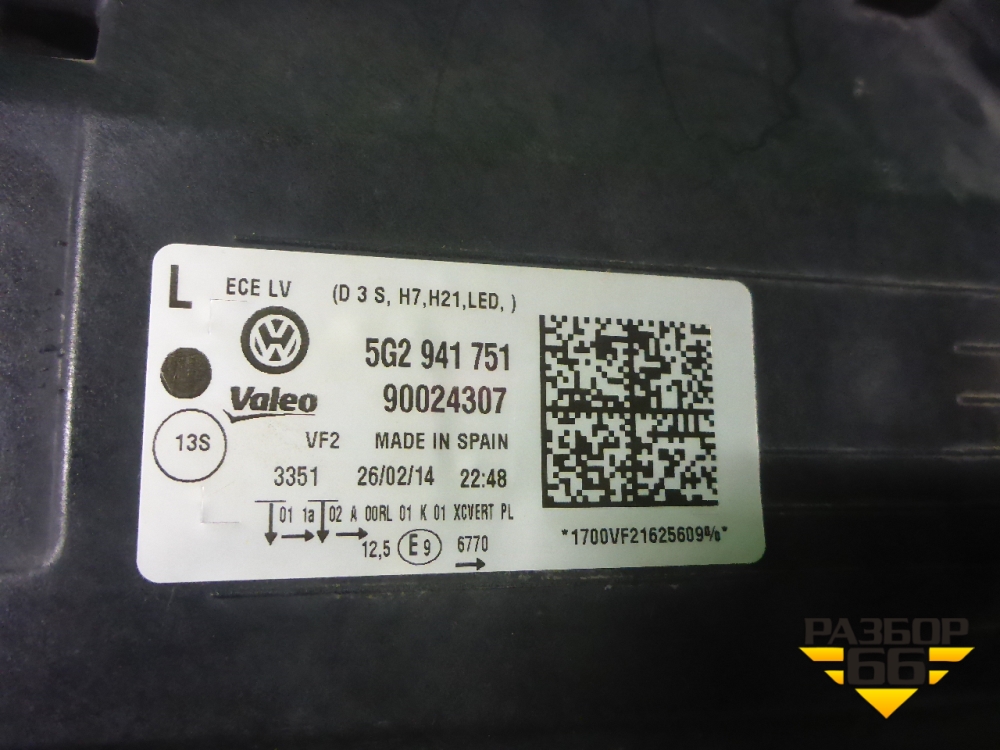 L
ECE LV (D 3 S, H7,H21,LED, )
5G2 941 751
Valeo 90024307
13S
VF2 MADE IN SPAIN
3351 26/02/14 22:48
01 1a 02 A 00RL 01 K 01 XCVERT PL
12,5 E9 6770
*1700VF21625609%*
РАЗБОР
66